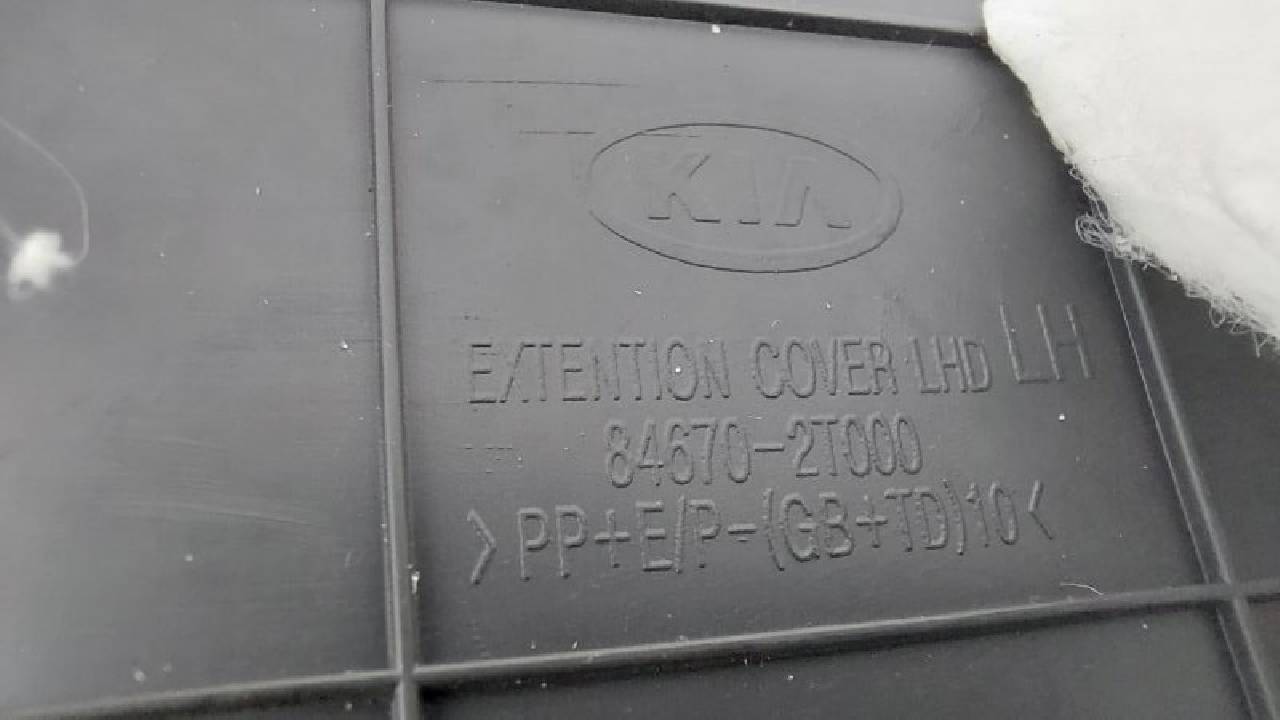 KIA
EXTENTION COVER LHD LH
84670-2T000
>PP+E/P-(GB+TD)10<